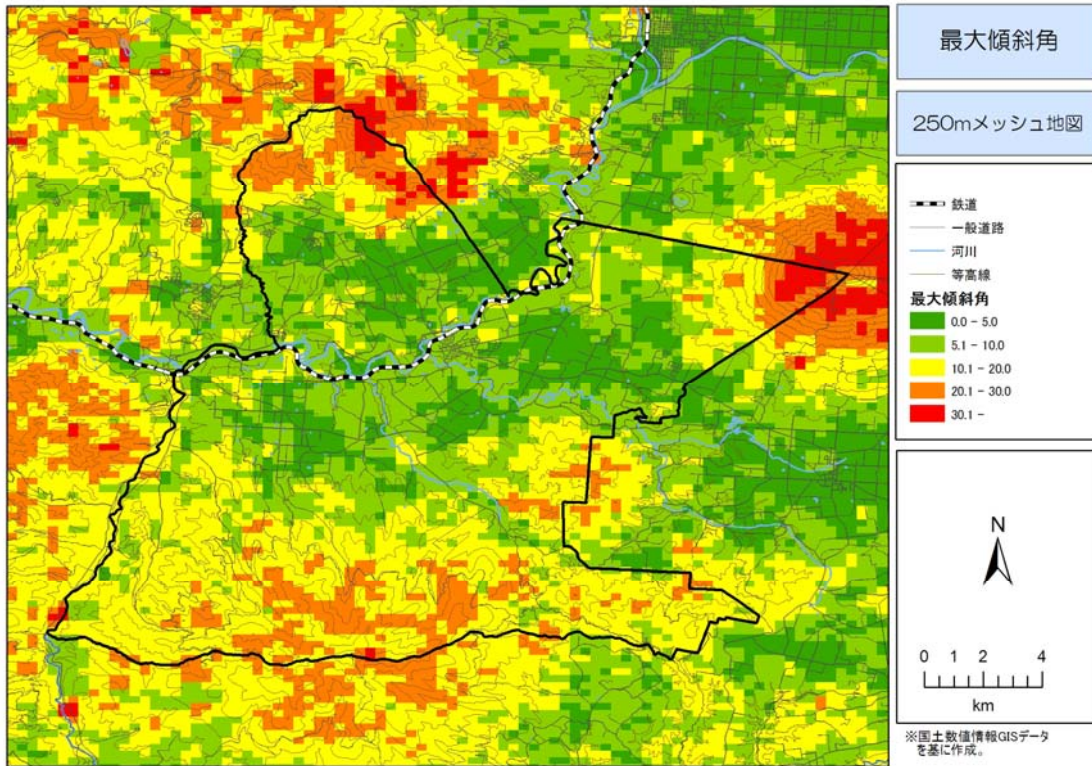 最大傾斜角
250mメッシュ地図
鉄道
一般道路
河川
等高線
最大傾斜角
0.0 - 5.0
5.1 - 10.0
10.1 - 20.0
20.1 - 30.0
30.1 -
N
0 1 2 4
km
※国土数値情報GISデータ
を基に作成。